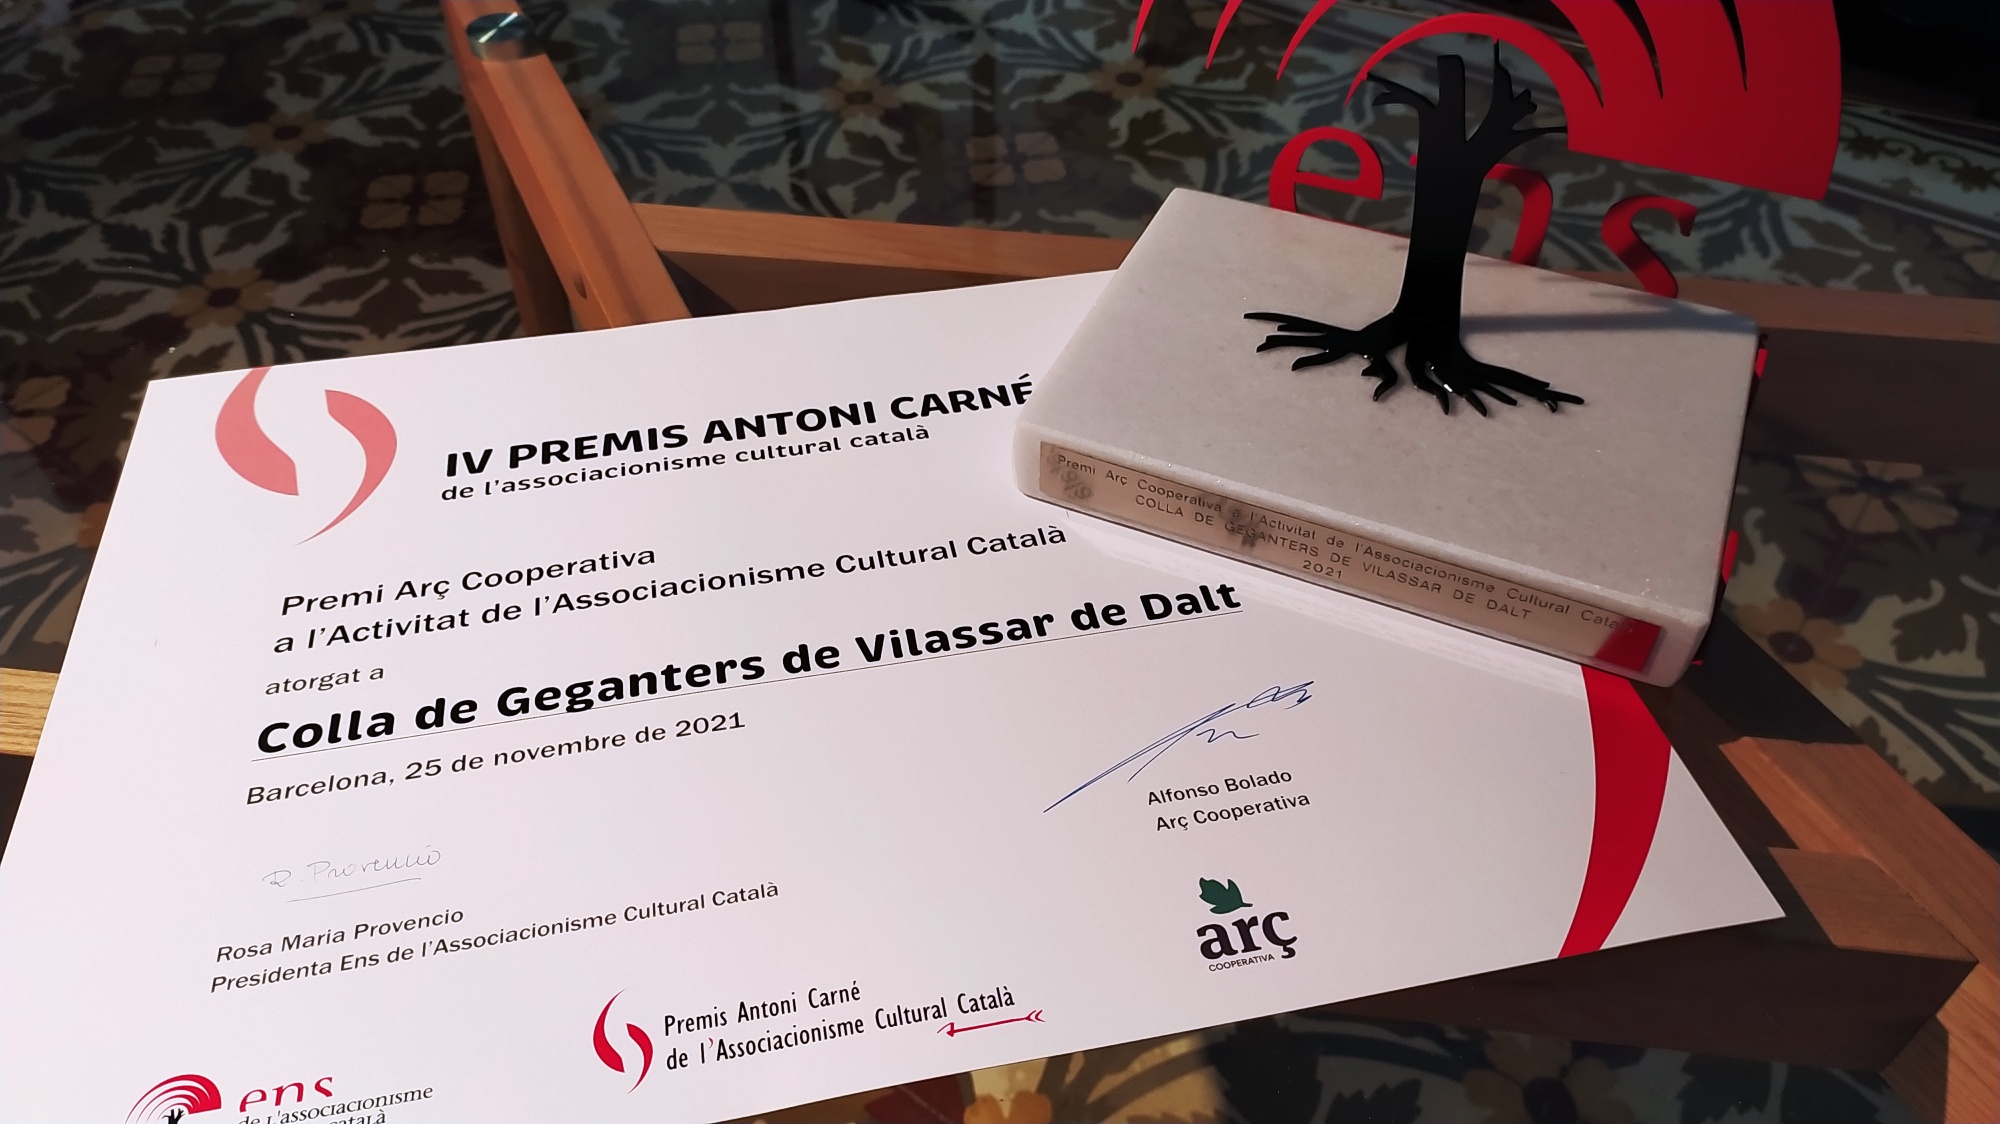 IV PREMIS ANTONI CARNÉ
de l'associacionisme cultural català
Premi Arç Cooperativa
a l'Activitat de l'Associacionisme Cultural Català
atorgat a
Colla de Geganters de Vilassar de Dalt
Barcelona, 25 de novembre de 2021
R. Provencio
Rosa Maria Provencio
Presidenta Ens de l'Associacionisme Cultural Català
Alfonso Bolado
Arç Cooperativa
arç
COOPERATIVA
Premis Antoni Carné
de l'Associacionisme Cultural Català
ens
de l'associacionisme
català
ens
Premi Arç Cooperativa a l'Activitat de l'Associacionisme Cultural Català
COLLA DE GEGANTERS DE VILASSAR DE DALT
2021